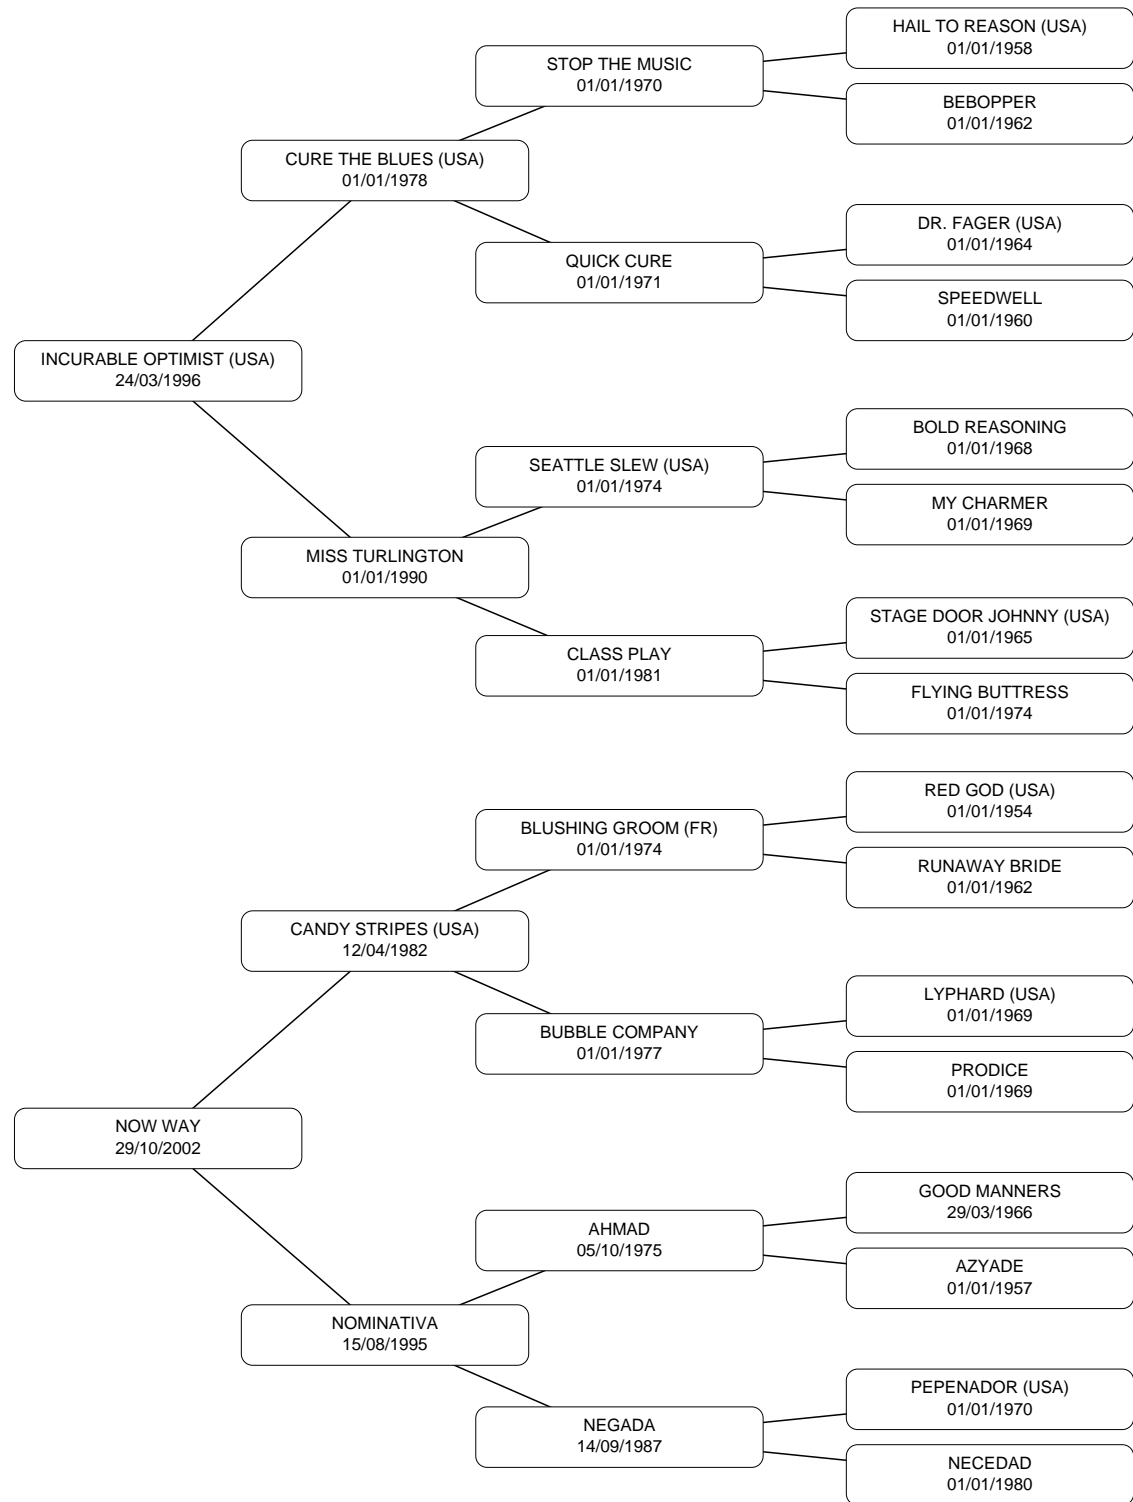 HAIL TO REASON (USA)
01/01/1958
STOP THE MUSIC
01/01/1970
BEBOPPER
01/01/1962
CURE THE BLUES (USA)
01/01/1978
DR. FAGER (USA)
01/01/1964
QUICK CURE
01/01/1971
SPEEDWELL
01/01/1960
INCURABLE OPTIMIST (USA)
24/03/1996
BOLD REASONING
01/01/1968
SEATTLE SLEW (USA)
01/01/1974
MY CHARMER
01/01/1969
MISS TURLINGTON
01/01/1990
STAGE DOOR JOHNNY (USA)
01/01/1965
CLASS PLAY
01/01/1981
FLYING BUTTRESS
01/01/1974
RED GOD (USA)
01/01/1954
BLUSHING GROOM (FR)
01/01/1974
RUNAWAY BRIDE
01/01/1962
CANDY STRIPES (USA)
12/04/1982
LYPHARD (USA)
01/01/1969
BUBBLE COMPANY
01/01/1977
PRODICE
01/01/1969
NOW WAY
29/10/2002
GOOD MANNERS
29/03/1966
AHMAD
05/10/1975
AZYADE
01/01/1957
NOMINATIVA
15/08/1995
PEPENADOR (USA)
01/01/1970
NEGADA
14/09/1987
NECEDAD
01/01/1980